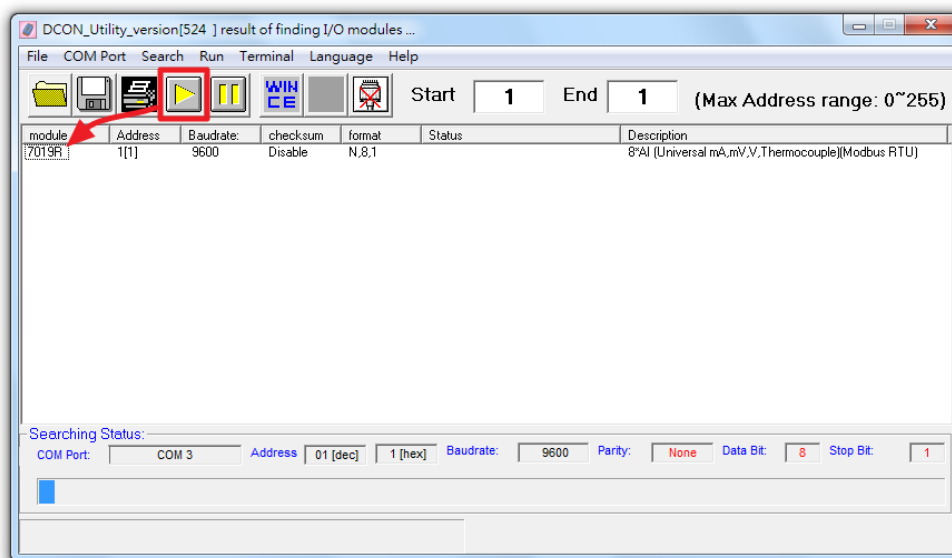 DCON_Utility_version[524 ] result of finding I/O modules ...
File COM Port Search Run Terminal Language Help
WIN CE Start 1 End 1 (Max Address range: 0~255)
module Address Baudrate: checksum format Status Description
7019R 1[1] 9600 Disable N,8,1 8*AI (Universal mA,mV,V,Thermocouple)(Modbus RTU)
Searching Status:
COM Port: COM 3 Address 01 [dec] 1 [hex] Baudrate: 9600 Parity: None Data Bit: 8 Stop Bit: 1